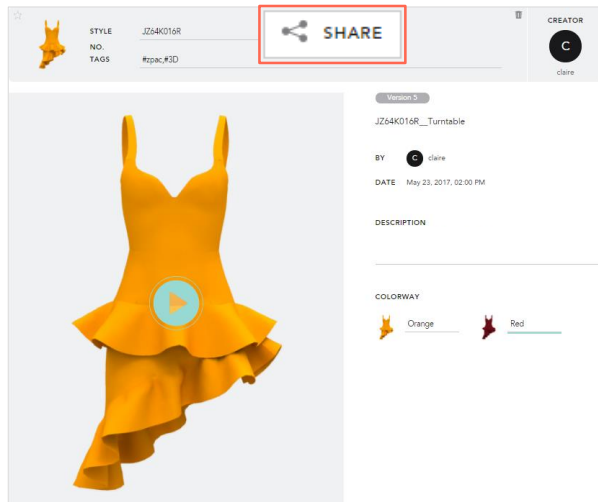 STYLE NO. JZ64K016R
TAGS #zpac,#3D
SHARE
CREATOR
C
claire
Version 5
JZ64K016R__Turntable
BY C claire
DATE May 23, 2017, 02:00 PM
DESCRIPTION
COLORWAY
Orange Red